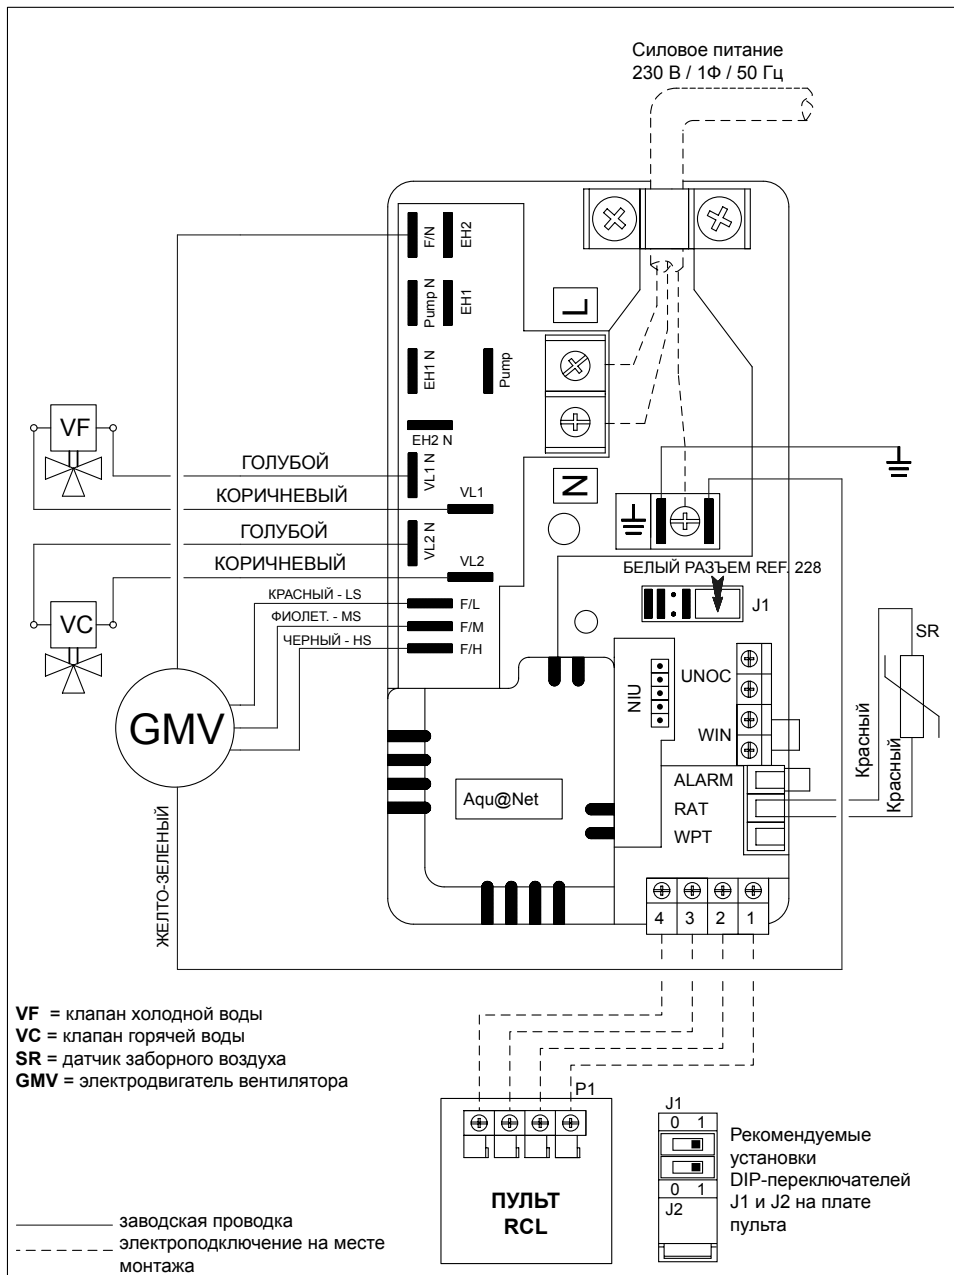 Силовое питание
230 В / 1Ф / 50 Гц
F/N
EH2
Pump N
EH1
L
EH1 N
Pump
VF
EH2 N
ГОЛУБОЙ
VL1 N
N
КОРИЧНЕВЫЙ
VL1
ГОЛУБОЙ
VL2 N
КОРИЧНЕВЫЙ
VL2
БЕЛЫЙ РАЗЪЕМ REF. 228
КРАСНЫЙ - LS
F/L
J1
ФИОЛЕТ. - MS
F/M
VC
ЧЕРНЫЙ - HS
F/H
SR
UNOC
NIU
GMV
WIN
Красный
Красный
ALARM
Aqu@Net
RAT
WPT
ЖЕЛТО-ЗЕЛЕНЫЙ
4 3 2 1
VF = клапан холодной воды
VC = клапан горячей воды
SR = датчик заборного воздуха
GMV = электродвигатель вентилятора
P1
J1
0 1
0 1
J2
Рекомендуемые
установки
DIP-переключателей
J1 и J2 на плате
пульта
ПУЛЬТ
RCL
заводская проводка
электроподключение на месте
монтажа